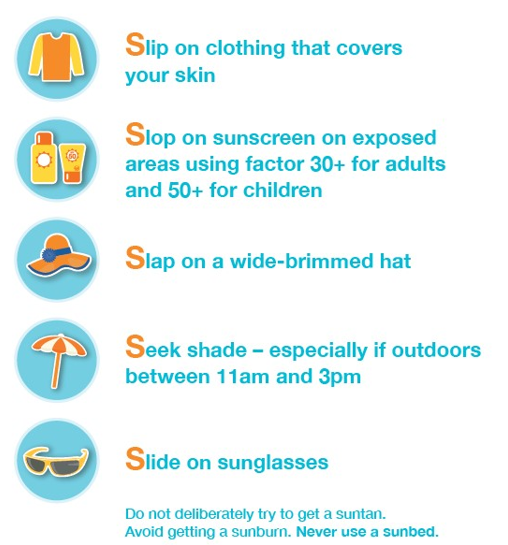 Slip on clothing that covers
your skin
Slop on sunscreen on exposed
areas using factor 30+ for adults
and 50+ for children
Slap on a wide-brimmed hat
Seek shade – especially if outdoors
between 11am and 3pm
Slide on sunglasses
Do not deliberately try to get a suntan.
Avoid getting a sunburn. Never use a sunbed.